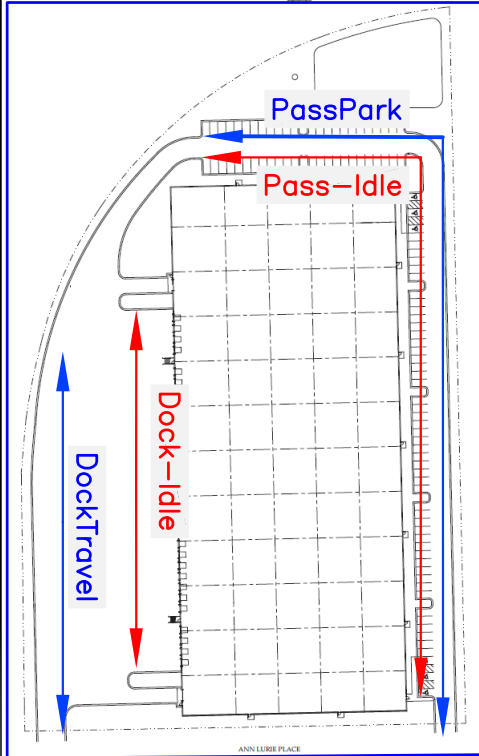 PassPark
Pass-Idle
Dock-Idle
DockTravel
ANN LURIE PLACE